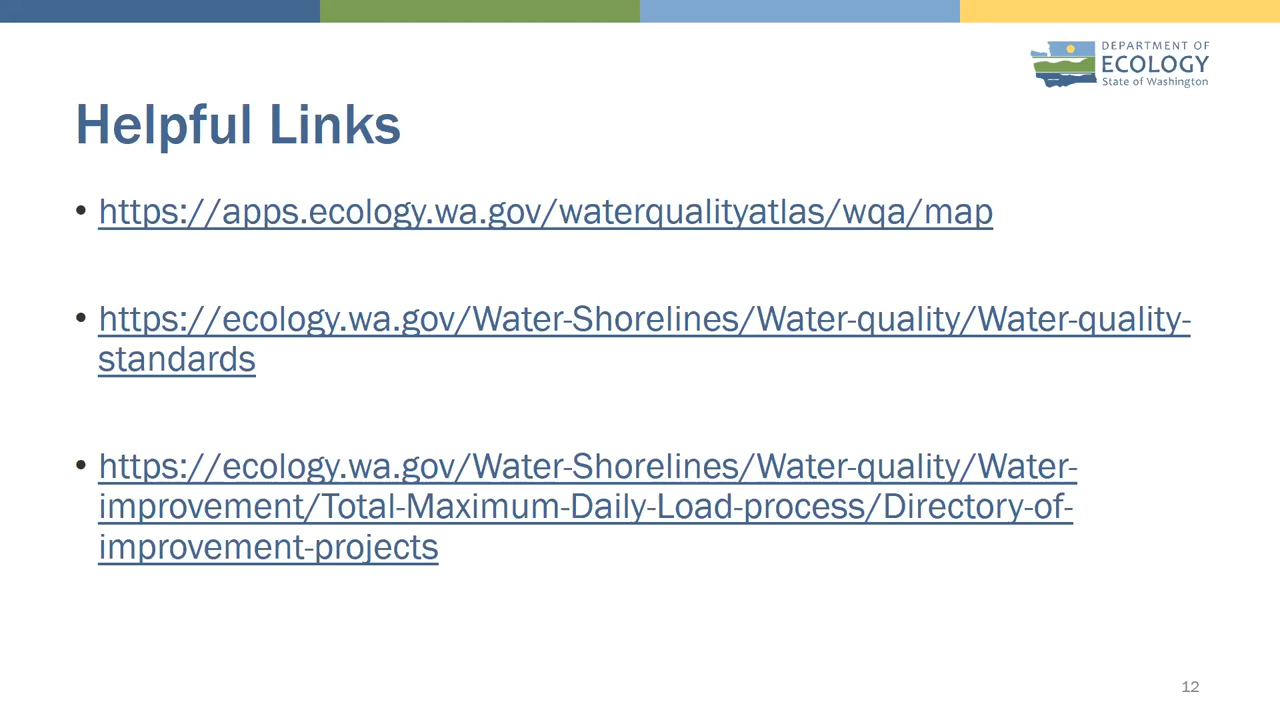 DEPARTMENT OF
ECOLOGY
State of Washington
Helpful Links
• https://apps.ecology.wa.gov/waterqualityatlas/wqa/map
• https://ecology.wa.gov/Water-Shorelines/Water-quality/Water-quality-
standards
• https://ecology.wa.gov/Water-Shorelines/Water-quality/Water-
improvement/Total-Maximum-Daily-Load-process/Directory-of-
improvement-projects
12